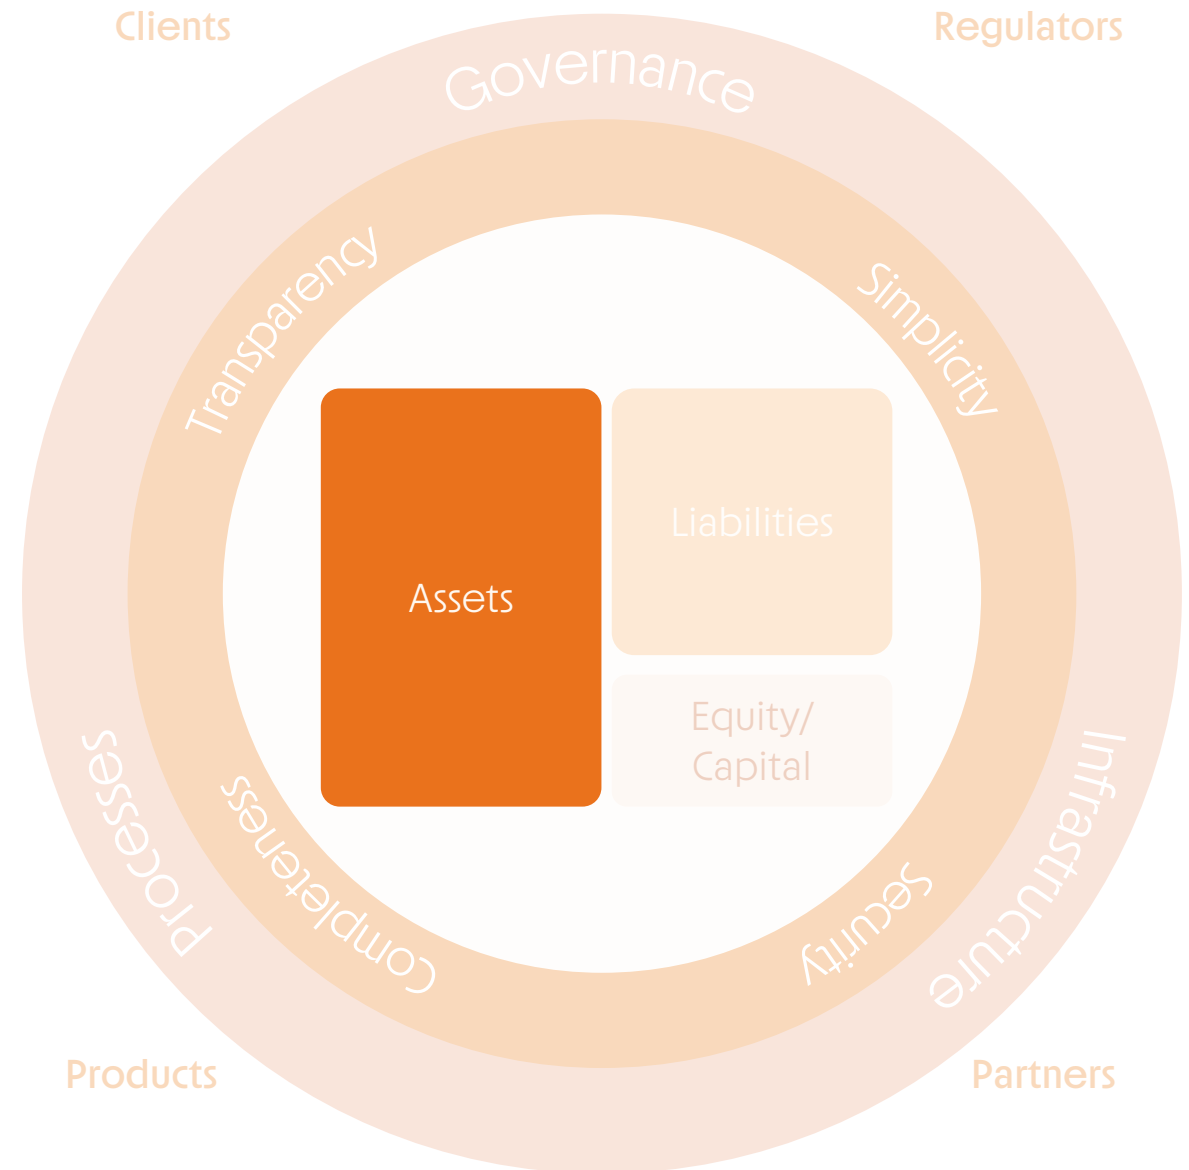 Clients
Regulators
Governance
Transparency
Simplicity
Assets
Liabilities
Equity/
Capital
Processes
Completeness
Security
Infrastructure
Products
Partners